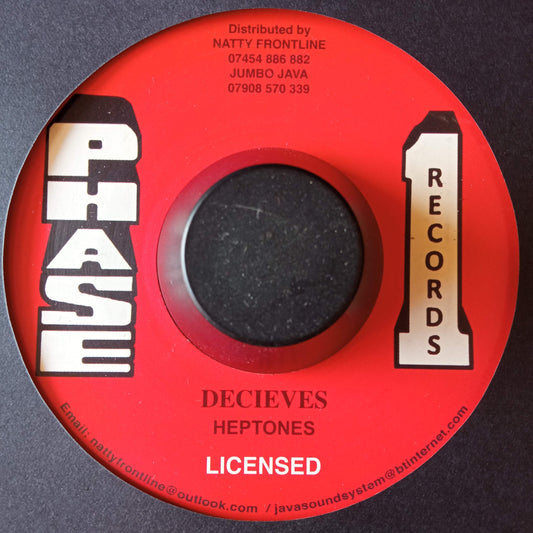 Distributed by
NATTY FRONTLINE
07454 886 882
JUMBO JAVA
07908 570 339
PHASE
1
RECORDS
DECIEVES
HEPTONES
LICENSED
Email: nattyfrontline@outlook.com / javasoundsystem@btinternet.com